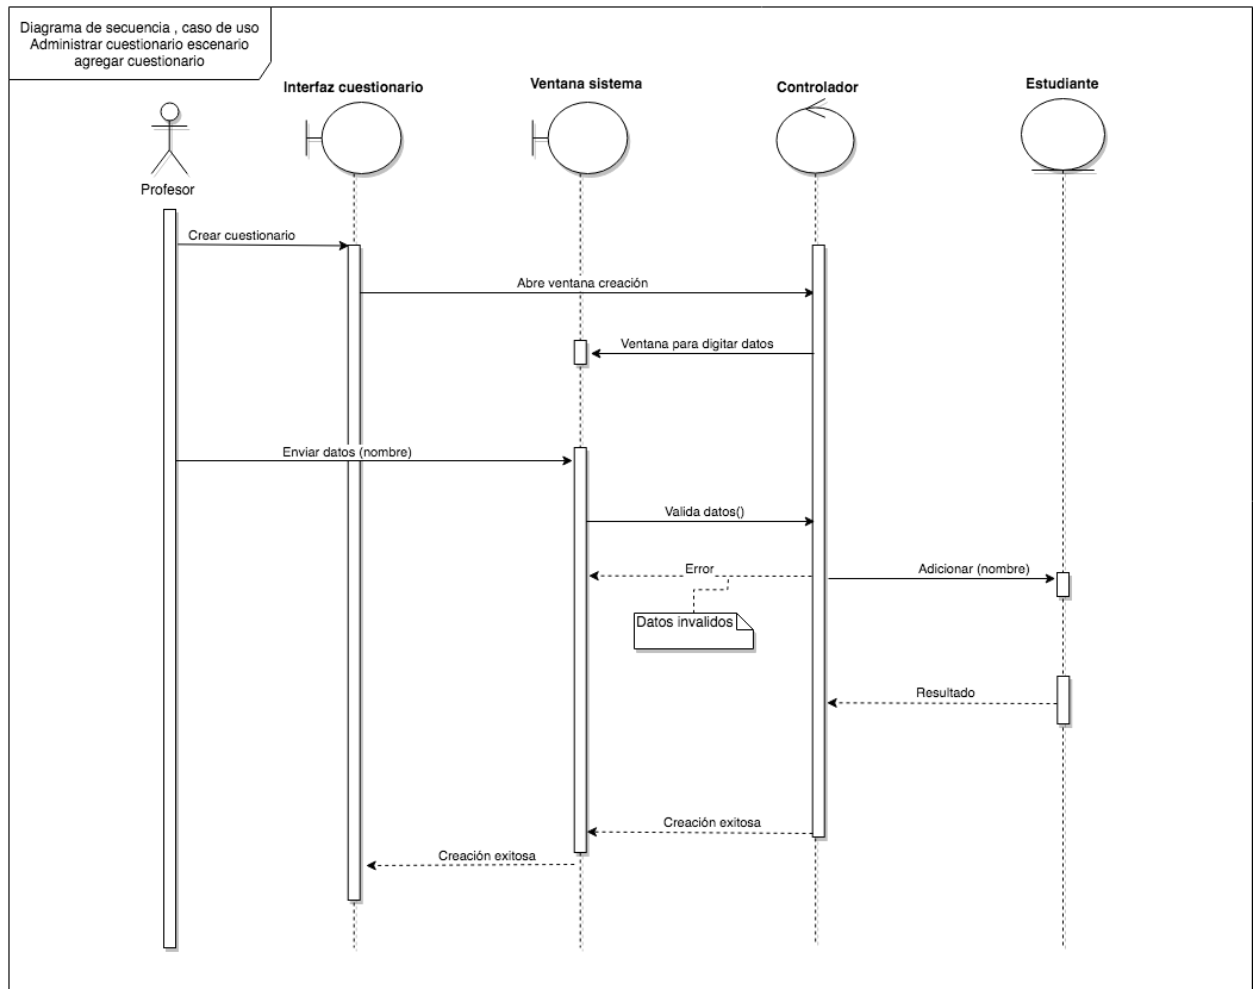 Diagrama de secuencia , caso de uso
Administrar cuestionario escenario
agregar cuestionario
Interfaz cuestionario
Ventana sistema
Controlador
Estudiante
Profesor
Crear cuestionario
Abre ventana creación
Ventana para digitar datos
Enviar datos (nombre)
Valida datos()
Error
Adicionar (nombre)
Datos invalidos
Resultado
Creación exitosa
Creación exitosa